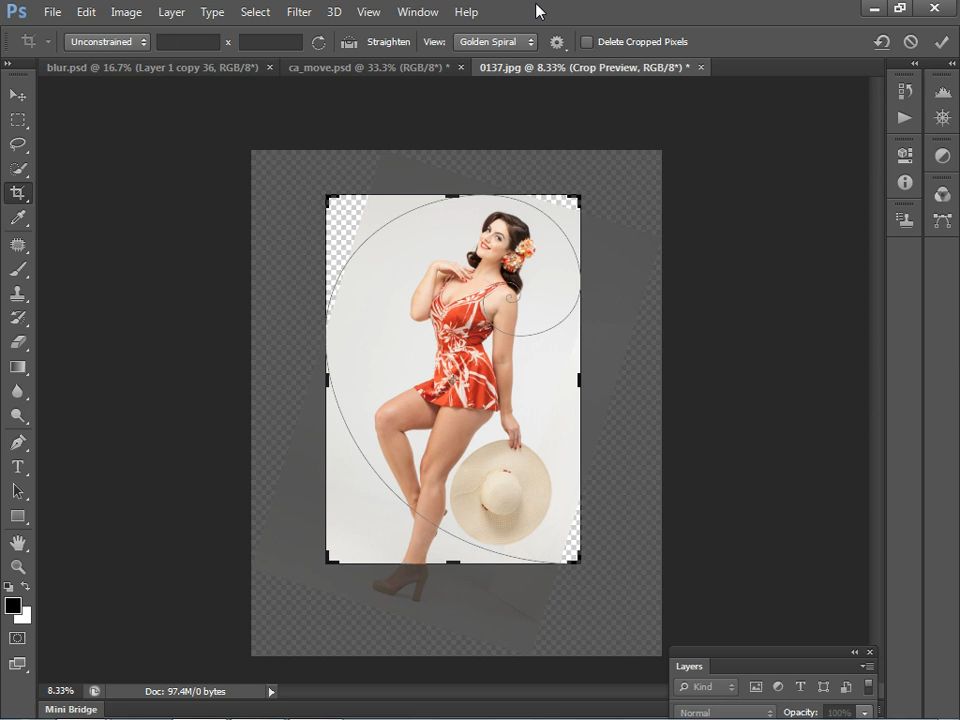 Ps File Edit Image Layer Type Select Filter 3D View Window Help
Unconstrained x Straighten View: Golden Spiral Delete Cropped Pixels
blur.psd @ 16.7% (Layer 1 copy 36, RGB/8*) × ca_move.psd @ 33.3% (RGB/8*) * × 0137.jpg @ 8.33% (Crop Preview, RGB/8*) * ×
T
Layers
Kind T
Normal Opacity: 100%
8.33% Doc: 97.4M/0 bytes
Mini Bridge